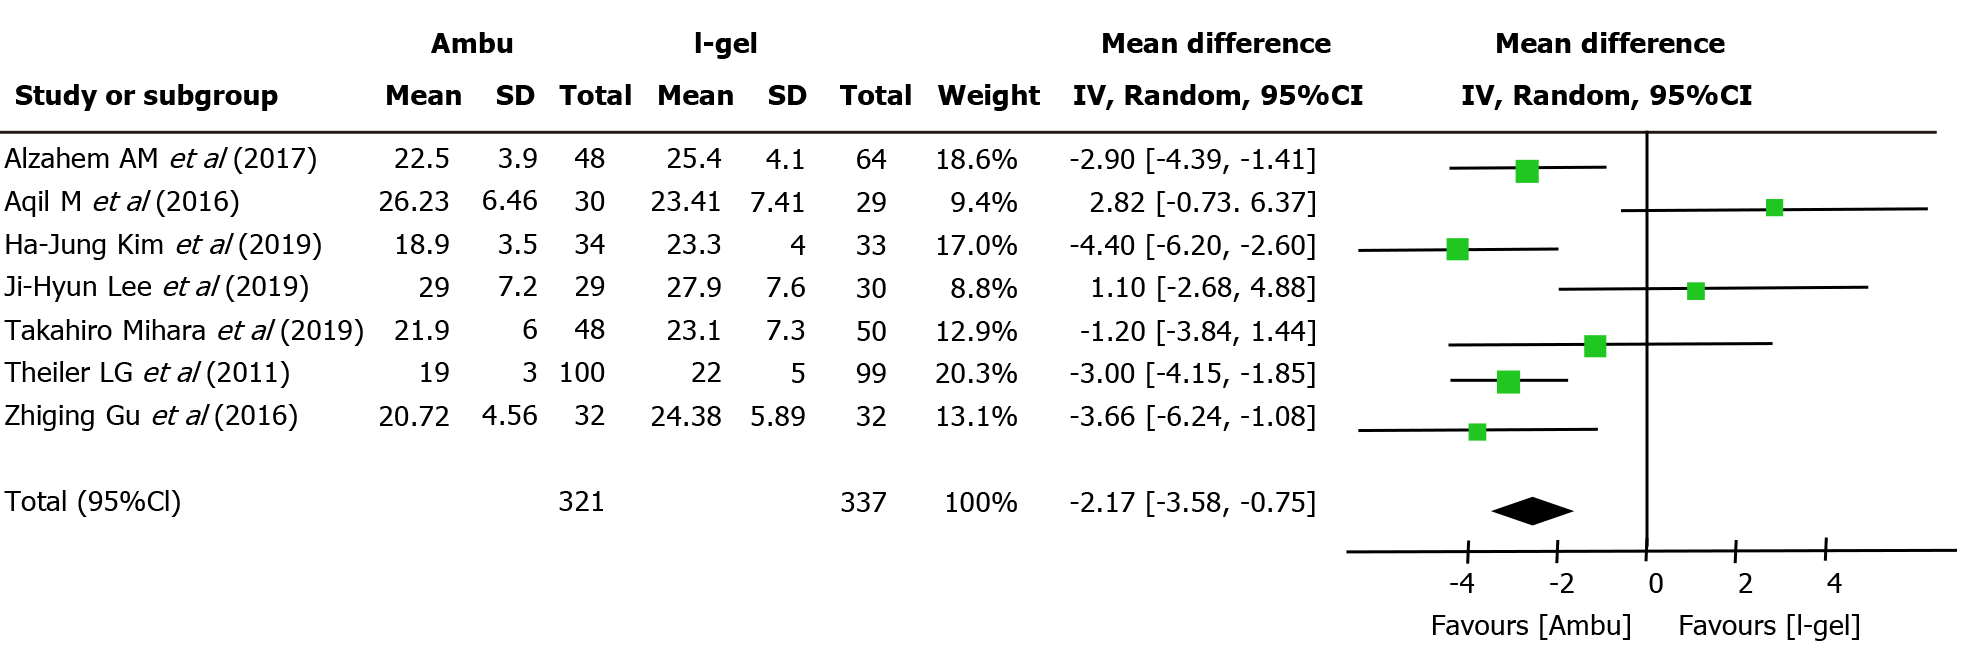 Ambu l-gel Mean difference Mean difference
Study or subgroup Mean SD Total Mean SD Total Weight IV, Random, 95%CI IV, Random, 95%CI
Alzahem AM et al (2017) 22.5 3.9 48 25.4 4.1 64 18.6% -2.90 [-4.39, -1.41]
Aqil M et al (2016) 26.23 6.46 30 23.41 7.41 29 9.4% 2.82 [-0.73. 6.37]
Ha-Jung Kim et al (2019) 18.9 3.5 34 23.3 4 33 17.0% -4.40 [-6.20, -2.60]
Ji-Hyun Lee et al (2019) 29 7.2 29 27.9 7.6 30 8.8% 1.10 [-2.68, 4.88]
Takahiro Mihara et al (2019) 21.9 6 48 23.1 7.3 50 12.9% -1.20 [-3.84, 1.44]
Theiler LG et al (2011) 19 3 100 22 5 99 20.3% -3.00 [-4.15, -1.85]
Zhiging Gu et al (2016) 20.72 4.56 32 24.38 5.89 32 13.1% -3.66 [-6.24, -1.08]
Total (95%Cl) 321 337 100% -2.17 [-3.58, -0.75]
-4 -2 0 2 4
Favours [Ambu] Favours [l-gel]